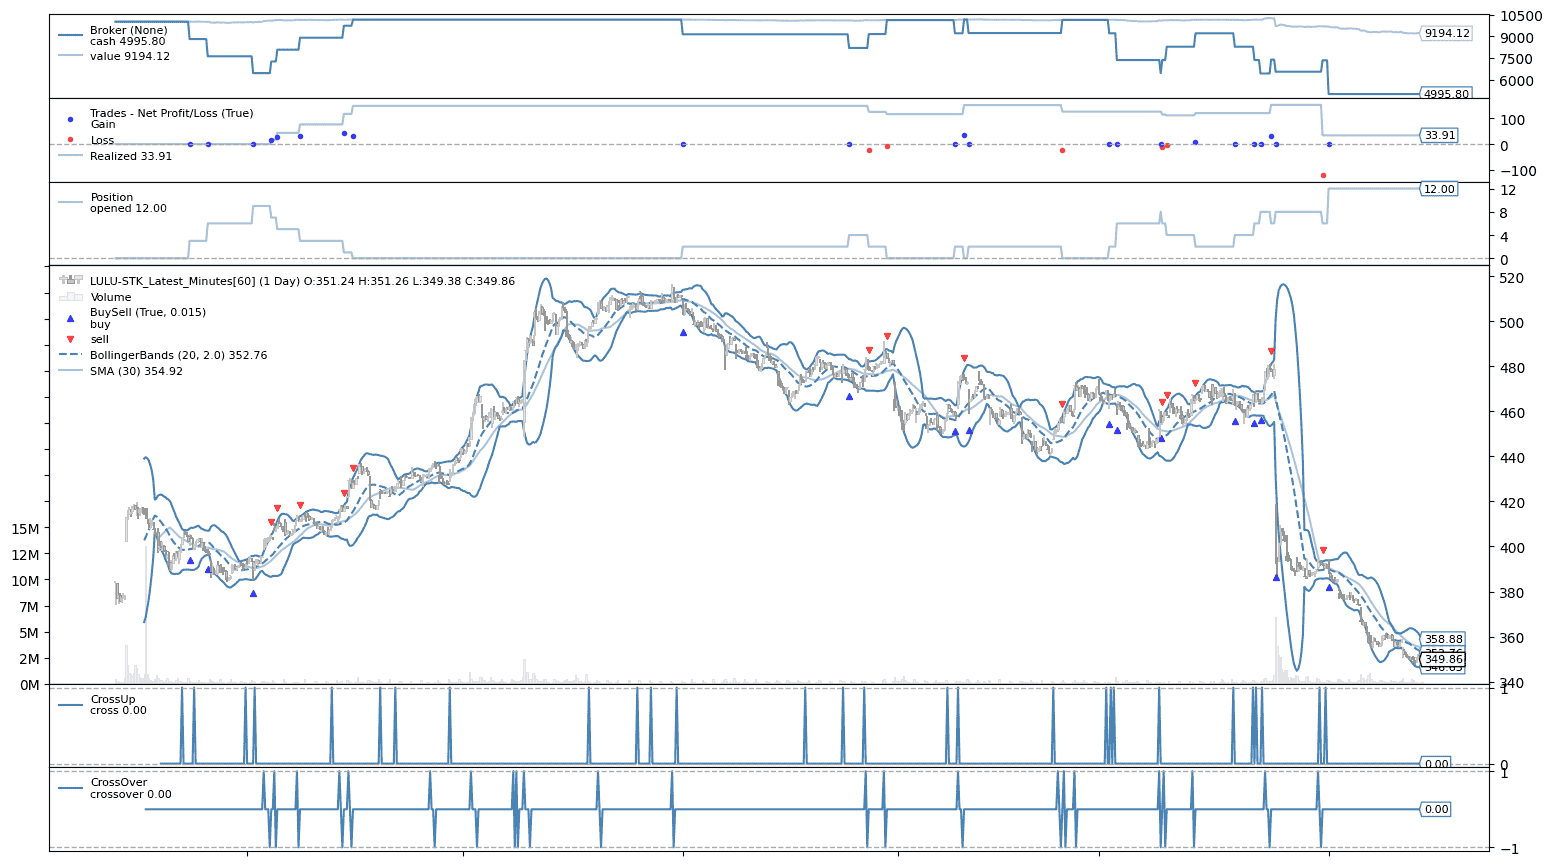 Broker (None)
cash 4995.80
value 9194.12
10500
9000
7500
6000
9194.12
4995.80
Trades - Net Profit/Loss (True)
Gain
Loss
Realized 33.91
100
0
−100
33.91
Position
opened 12.00
12
8
4
0
12.00
LULU-STK_Latest_Minutes[60] (1 Day) O:351.24 H:351.26 L:349.38 C:349.86
Volume
BuySell (True, 0.015)
buy
sell
BollingerBands (20, 2.0) 352.76
SMA (30) 354.92
520
500
480
460
440
420
400
380
360
340
15M
12M
10M
7M
5M
2M
0M
358.88
349.86
CrossUp
cross 0.00
1
0
0.00
CrossOver
crossover 0.00
1
−1
0.00